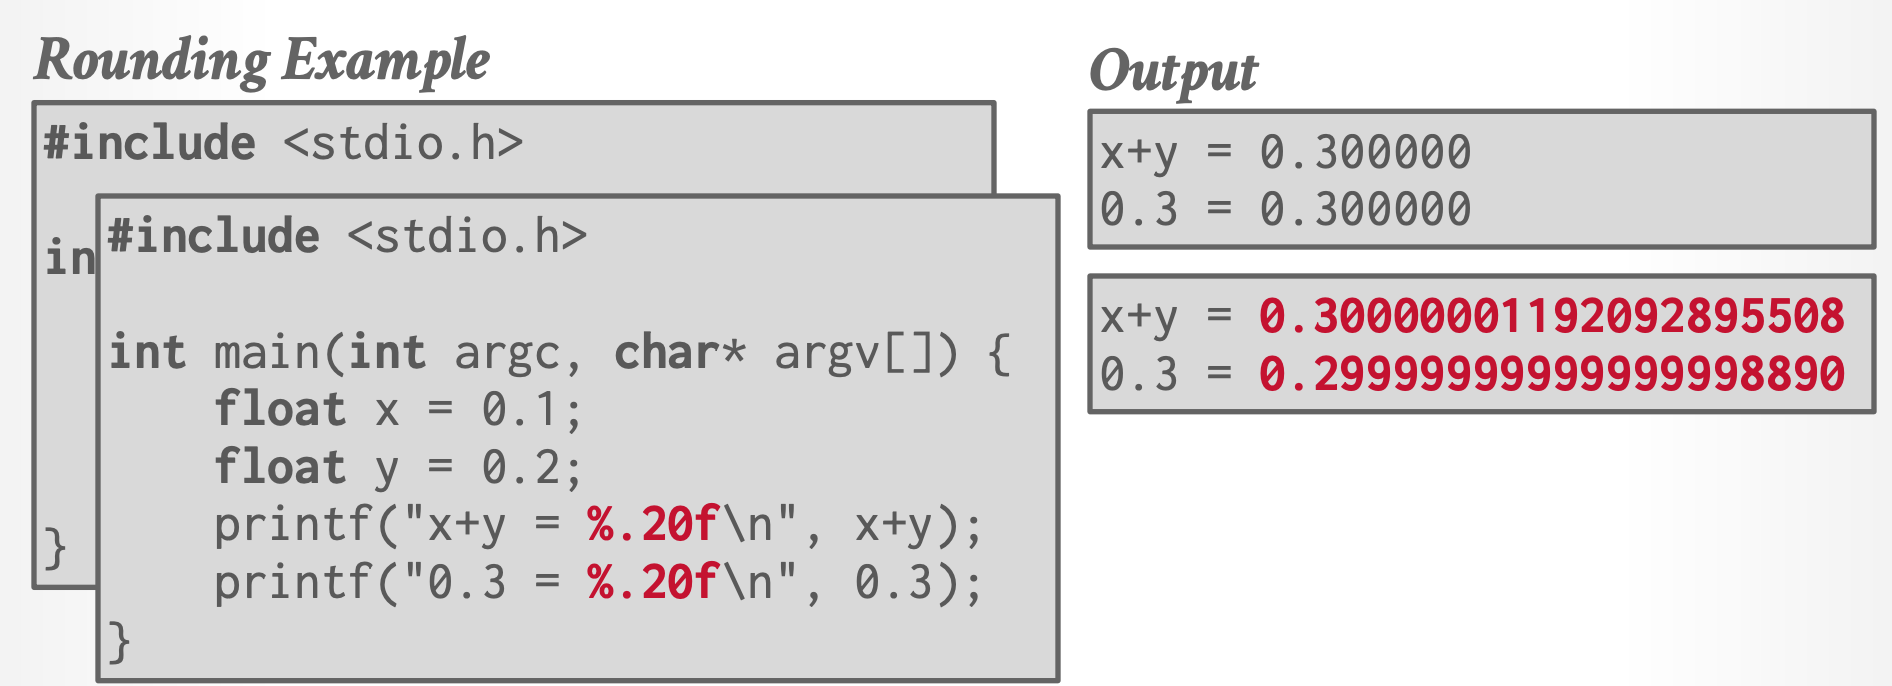 Rounding Example
#include <stdio.h>
in
}
#include <stdio.h>
int main(int argc, char* argv[]) {
    float x = 0.1;
    float y = 0.2;
    printf("x+y = %.20f\n", x+y);
    printf("0.3 = %.20f\n", 0.3);
}
Output
x+y = 0.300000
0.3 = 0.300000
x+y = 0.30000001192092895508
0.3 = 0.29999999999999998890